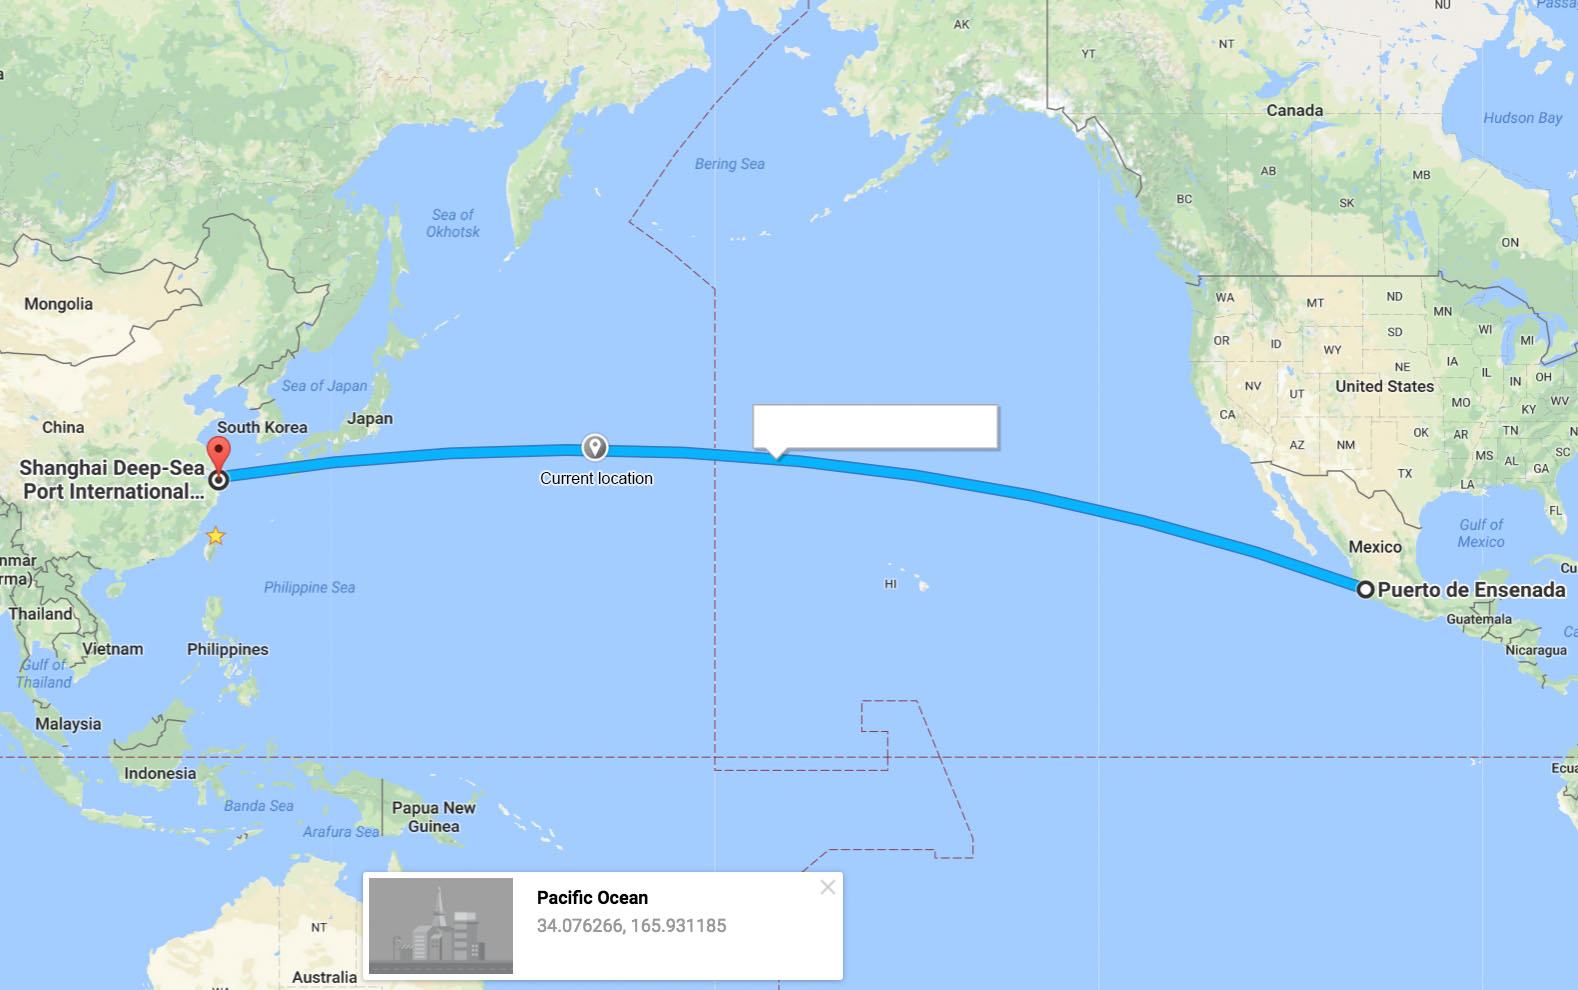 NU
Passa
AK
NT
YT
Canada
Hudson Bay
Bering Sea
AB
MB
BC
SK
Sea of
Okhotsk
ON
Mongolia
WA
MT
ND
MN
OR
ID
SD
WI
MI
WY
Sea of Japan
NE
IA
IL
IN
OH
NV
UT
United States
MO
KY
WV
Japan
CA
China
South Korea
OK
AR
TN
N
AZ
NM
MS
AL
GA
SC
Shanghai Deep-Sea
Port International...
Current location
TX
LA
FL
Gulf of
Mexico
Mexico
nmar
rma)
Philippine Sea
HI
Cu
Puerto de Ensenada
Thailand
Guatemala
Ca
Vietnam
Philippines
Nicaragua
Gulf of
Thailand
Malaysia
Indonesia
Ecua
Banda Sea
Papua New
Guinea
Arafura Sea
Pacific Ocean
34.076266, 165.931185
NT
Australia
WA